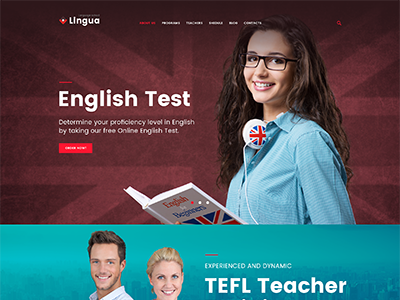 Lingua
ABOUT US PROGRAMS TEACHERS BLOG CONTACTS
English Test
Determine your proficiency level in English
by taking our free Online English Test.
ORDER NOW!
English
for
Beginners
EXPERIENCED AND DYNAMIC
TEFL Teacher